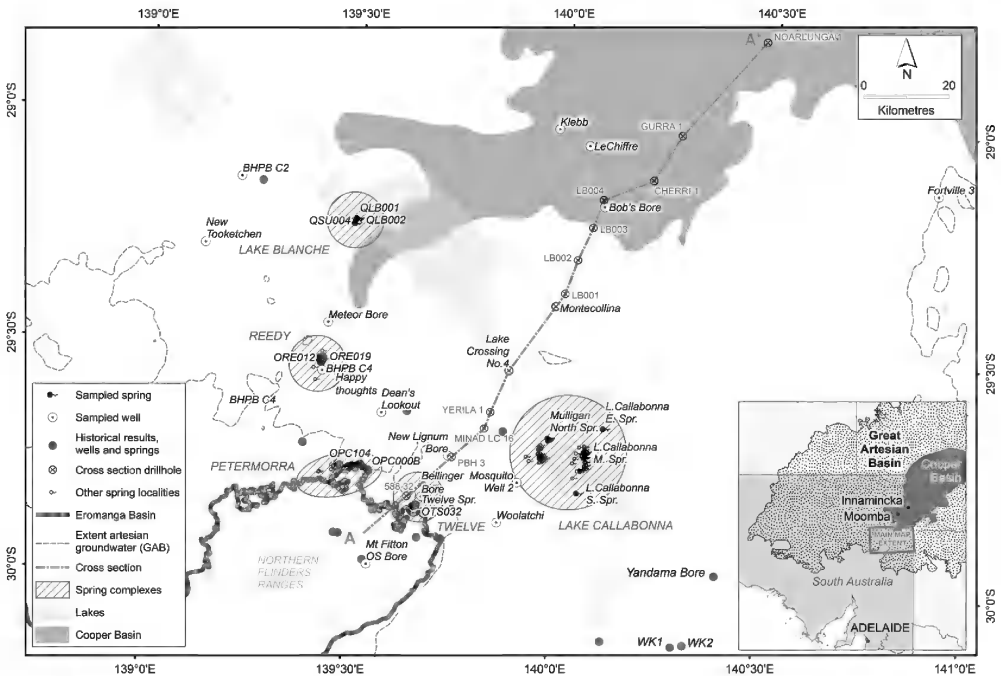 139°0'E
139°30'E
140°0'E
140°30'E
A"
NOARLUNGA 1
N
0
20
Kilometres
29°0'S
29°0'S
Klebb
GURRA 1
LeChiffre
BHPB C2
CHERRI 1
LB004
Fortville 3
Bob's Bore
QLB001
QSU004
QLB002
New
Tooketchen
LB003
LAKE BLANCHE
LB002
LB001
Montecollina
Meteor Bore
29°30'S
29°30'S
REEDY
Lake
Crossing
No.4
ORE012
ORE019
BHPB C4
Happy
thoughts
BHPB C4
Dean's
Lookout
YERILA 1
L.Callabonna
E. Spr.
Mulligan
North Spr.
MINAD LC 16
New Lignum
Bore
L.Callabonna
M. Spr.
OPC104
OPC000B
PBH 3
PETERMORRA
Beilinger
Bore
Mosquito
Well 2
588-32
Twelve Spr.
L.Callabonna
S. Spr.
OTS032
Woolatchi
TWELVE
LAKE CALLABONNA
A
Mt Fitton
OS Bore
NORTHERN
FLINDERS
RANGES
30°0'S
30°0'S
Yandama Bore
WK1
WK2
Sampled spring
Sampled well
Historical results,
wells and springs
Cross section drillhole
Other spring localities
Eromanga Basin
Extent artesian
groundwater (GAB)
Cross section
Spring complexes
Lakes
Cooper Basin
Great
Artesian
Basin
Cooper
Basin
Innamincka
Moomba
MAIN MAP
EXTENT
South Australia
ADELAIDE
139°0'E
139°30'E
140°0'E
140°30'E
141°0'E